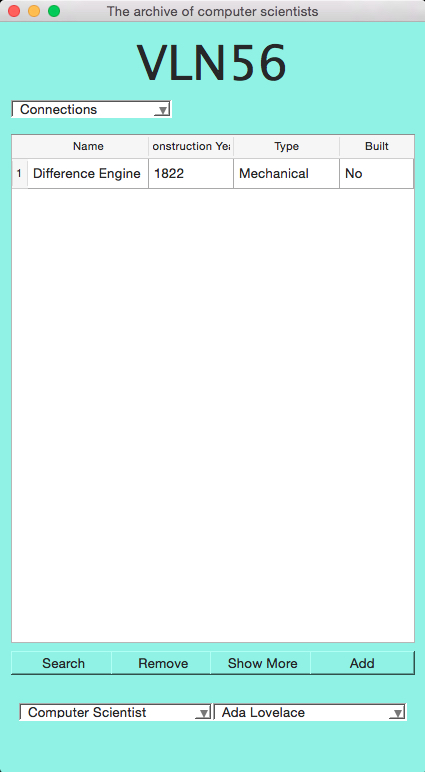 The archive of computer scientists
VLN56
Connections
Name onstruction Yea Type Built
1 Difference Engine 1822 Mechanical No
Search Remove Show More Add
Computer Scientist Ada Lovelace